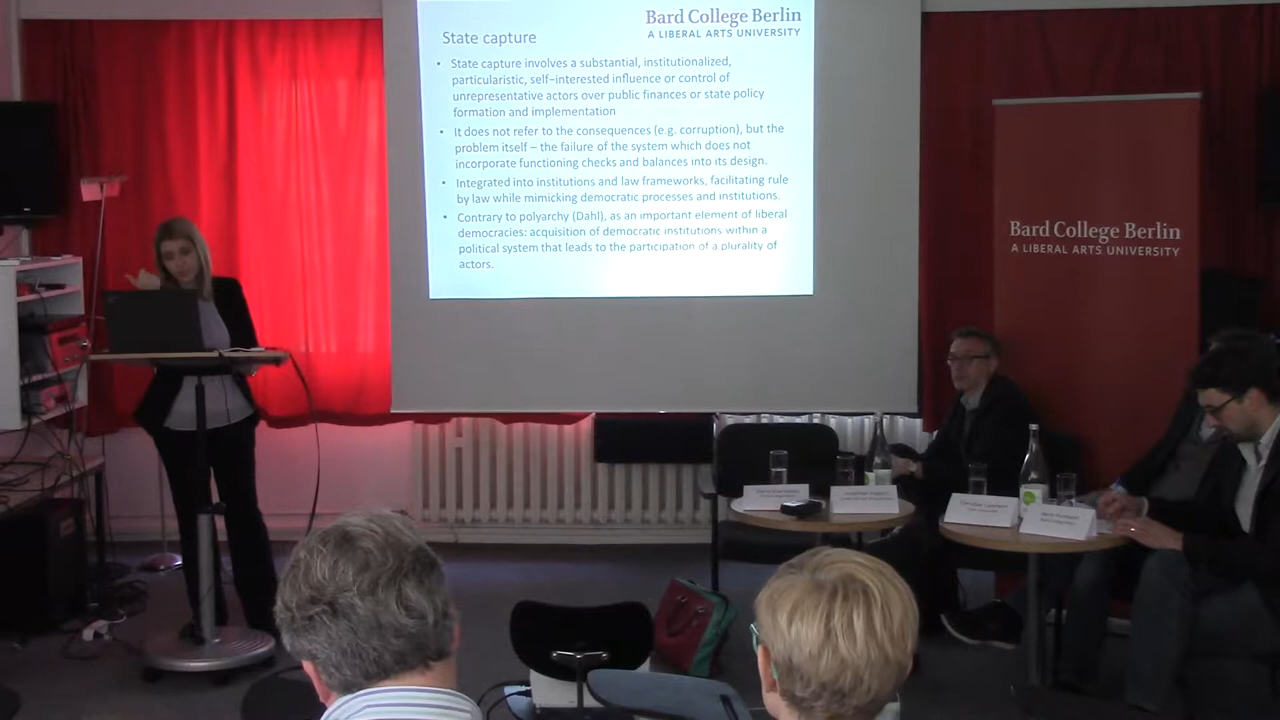 Bard College Berlin
A LIBERAL ARTS UNIVERSITY
State capture
• State capture involves a substantial, institutionalized,
particularistic, self-interested influence or control of
unrepresentative actors over public finances or state policy
formation and implementation
• It does not refer to the consequences (e.g. corruption), but the
problem itself – the failure of the system which does not
incorporate functioning checks and balances into its design.
• Integrated into institutions and law frameworks, facilitating rule
by law while mimicking democratic processes and institutions.
• Contrary to polyarchy (Dahl), as an important element of liberal
democracies: acquisition of democratic institutions within a
political system that leads to the participation of a plurality of
actors.
Bard College Berlin
A LIBERAL ARTS UNIVERSITY